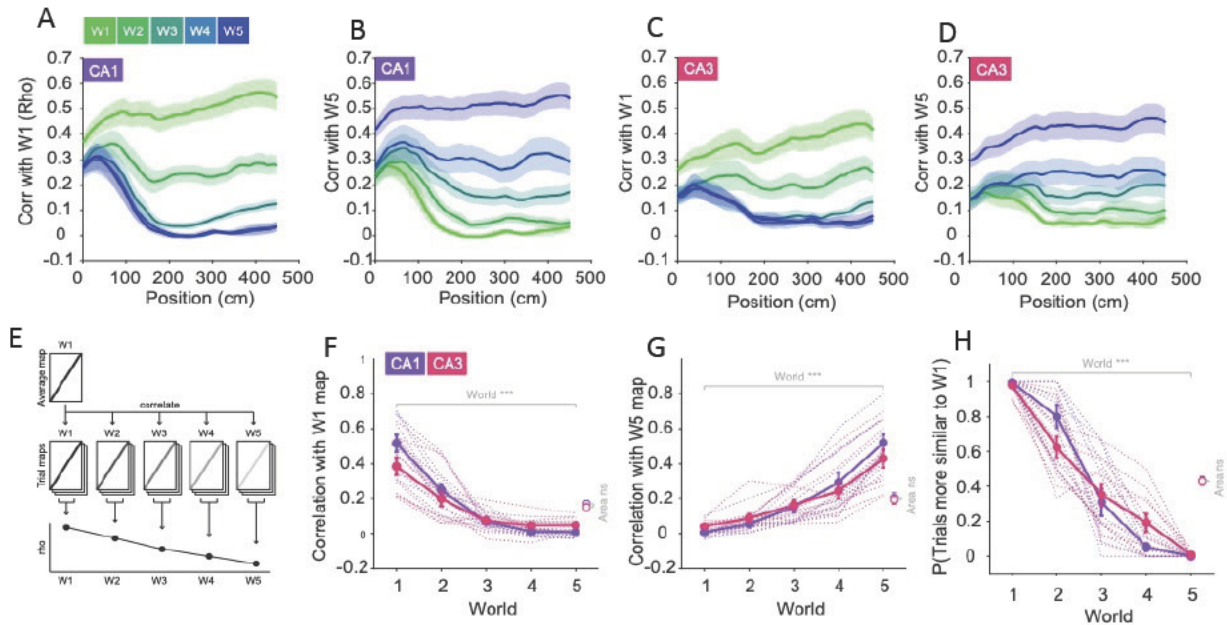 A
W1 W2 W3 W4 W5
CA1
Corr with W1 (Rho)
0.7
0.6
0.5
0.4
0.3
0.2
0.1
0
-0.1
0 100 200 300 400 500
Position (cm)
B
CA1
Corr with W5
0.7
0.6
0.5
0.4
0.3
0.2
0.1
0
-0.1
0 100 200 300 400 500
Position (cm)
C
CA3
Corr with W1
0.7
0.6
0.5
0.4
0.3
0.2
0.1
0
-0.1
0 100 200 300 400 500
Position (cm)
D
CA3
Corr with W5
0.7
0.6
0.5
0.4
0.3
0.2
0.1
0
-0.1
0 100 200 300 400 500
Position (cm)
E
W1
Average map
correlate
W1 W2 W3 W4 W5
Trial maps
rho
W1 W2 W3 W4 W5
F
CA1 CA3
Correlation with W1 map
1
0.8
0.6
0.4
0.2
0
-0.2
World ***
Area ns
1 2 3 4 5
World
G
Correlation with W5 map
1
0.8
0.6
0.4
0.2
0
-0.2
World ***
Area ns
1 2 3 4 5
World
H
P(Trials more similar to W1)
1
0.8
0.6
0.4
0.2
0
World ***
Area ns
1 2 3 4 5
World